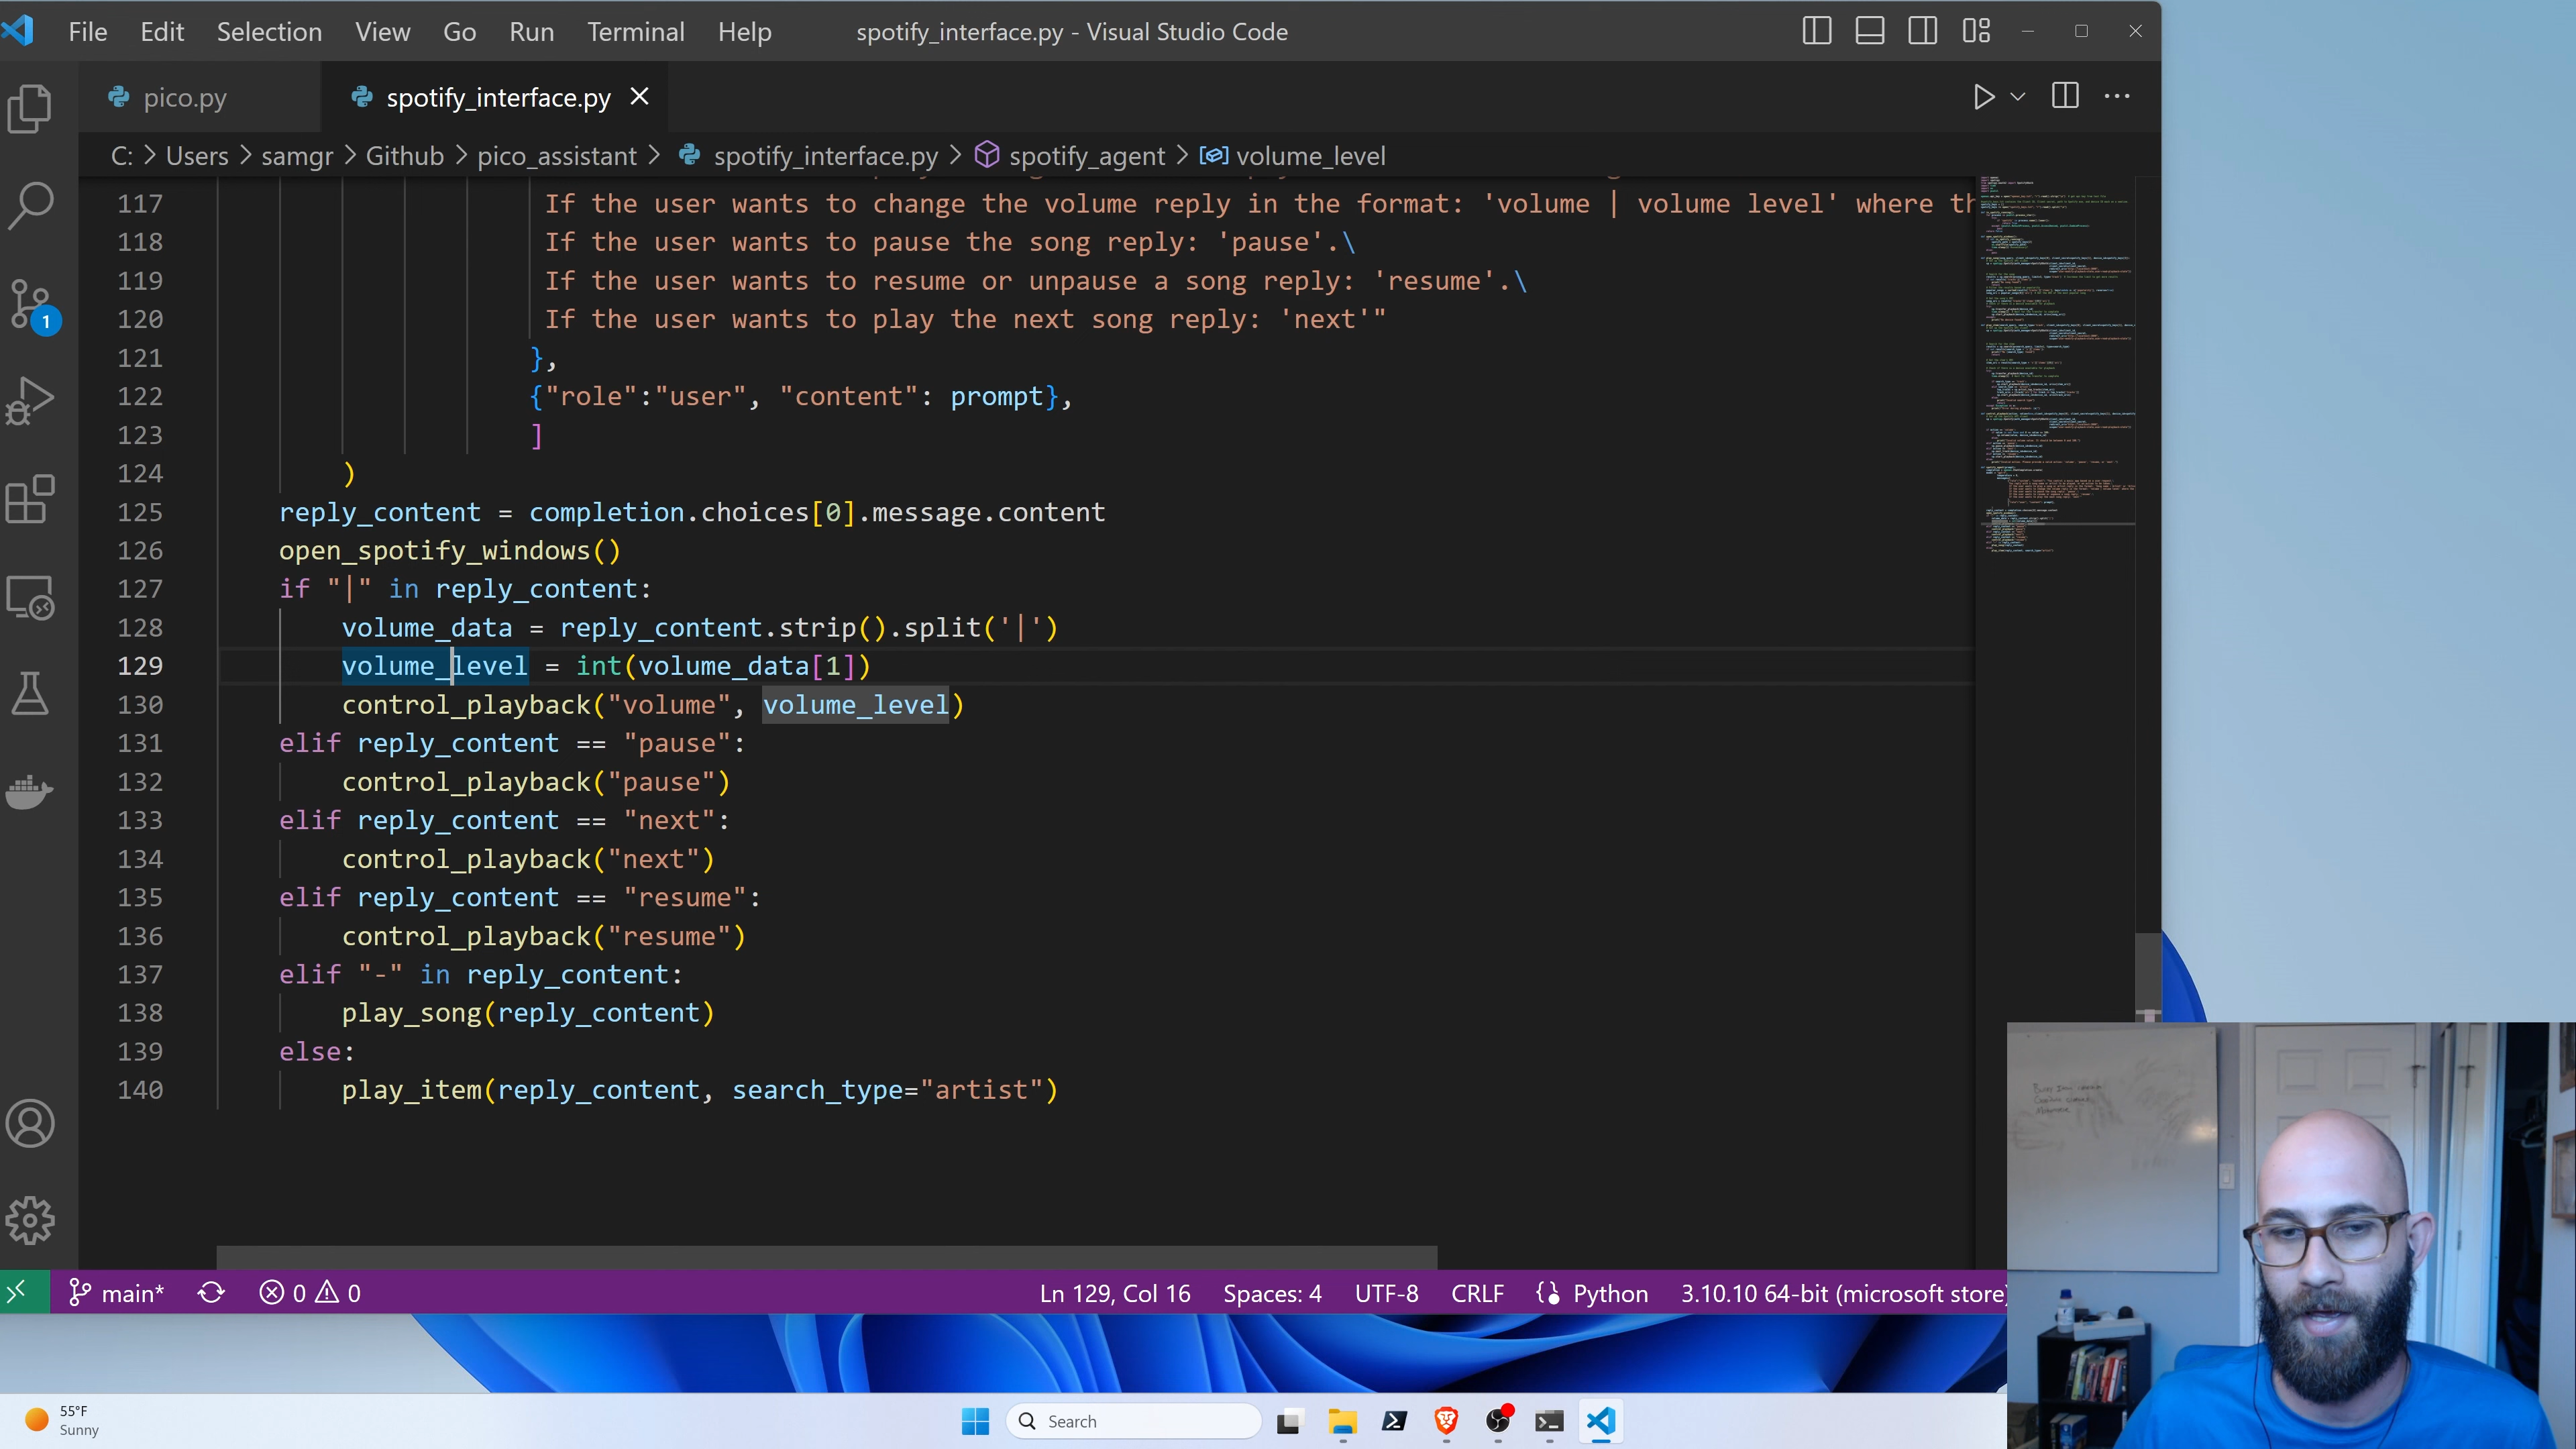 File Edit Selection View Go Run Terminal Help spotify_interface.py - Visual Studio Code
pico.py spotify_interface.py
C: > Users > samgr > Github > pico_assistant > spotify_interface.py > spotify_agent > volume_level
117 If the user wants to change the volume reply in the format: 'volume | volume level' where th
118 If the user wants to pause the song reply: 'pause'.\
119 If the user wants to resume or unpause a song reply: 'resume'.\
120 If the user wants to play the next song reply: 'next'"
121 },
122 {"role":"user", "content": prompt},
123 ]
124 )
125 reply_content = completion.choices[0].message.content
126 open_spotify_windows()
127 if "|" in reply_content:
128 volume_data = reply_content.strip().split('|')
129 volume_level = int(volume_data[1])
130 control_playback("volume", volume_level)
131 elif reply_content == "pause":
132 control_playback("pause")
133 elif reply_content == "next":
134 control_playback("next")
135 elif reply_content == "resume":
136 control_playback("resume")
137 elif "-" in reply_content:
138 play_song(reply_content)
139 else:
140 play_item(reply_content, search_type="artist")
1
main* 0 0 Ln 129, Col 16 Spaces: 4 UTF-8 CRLF Python 3.10.10 64-bit (microsoft store)
55°F
Sunny
Search